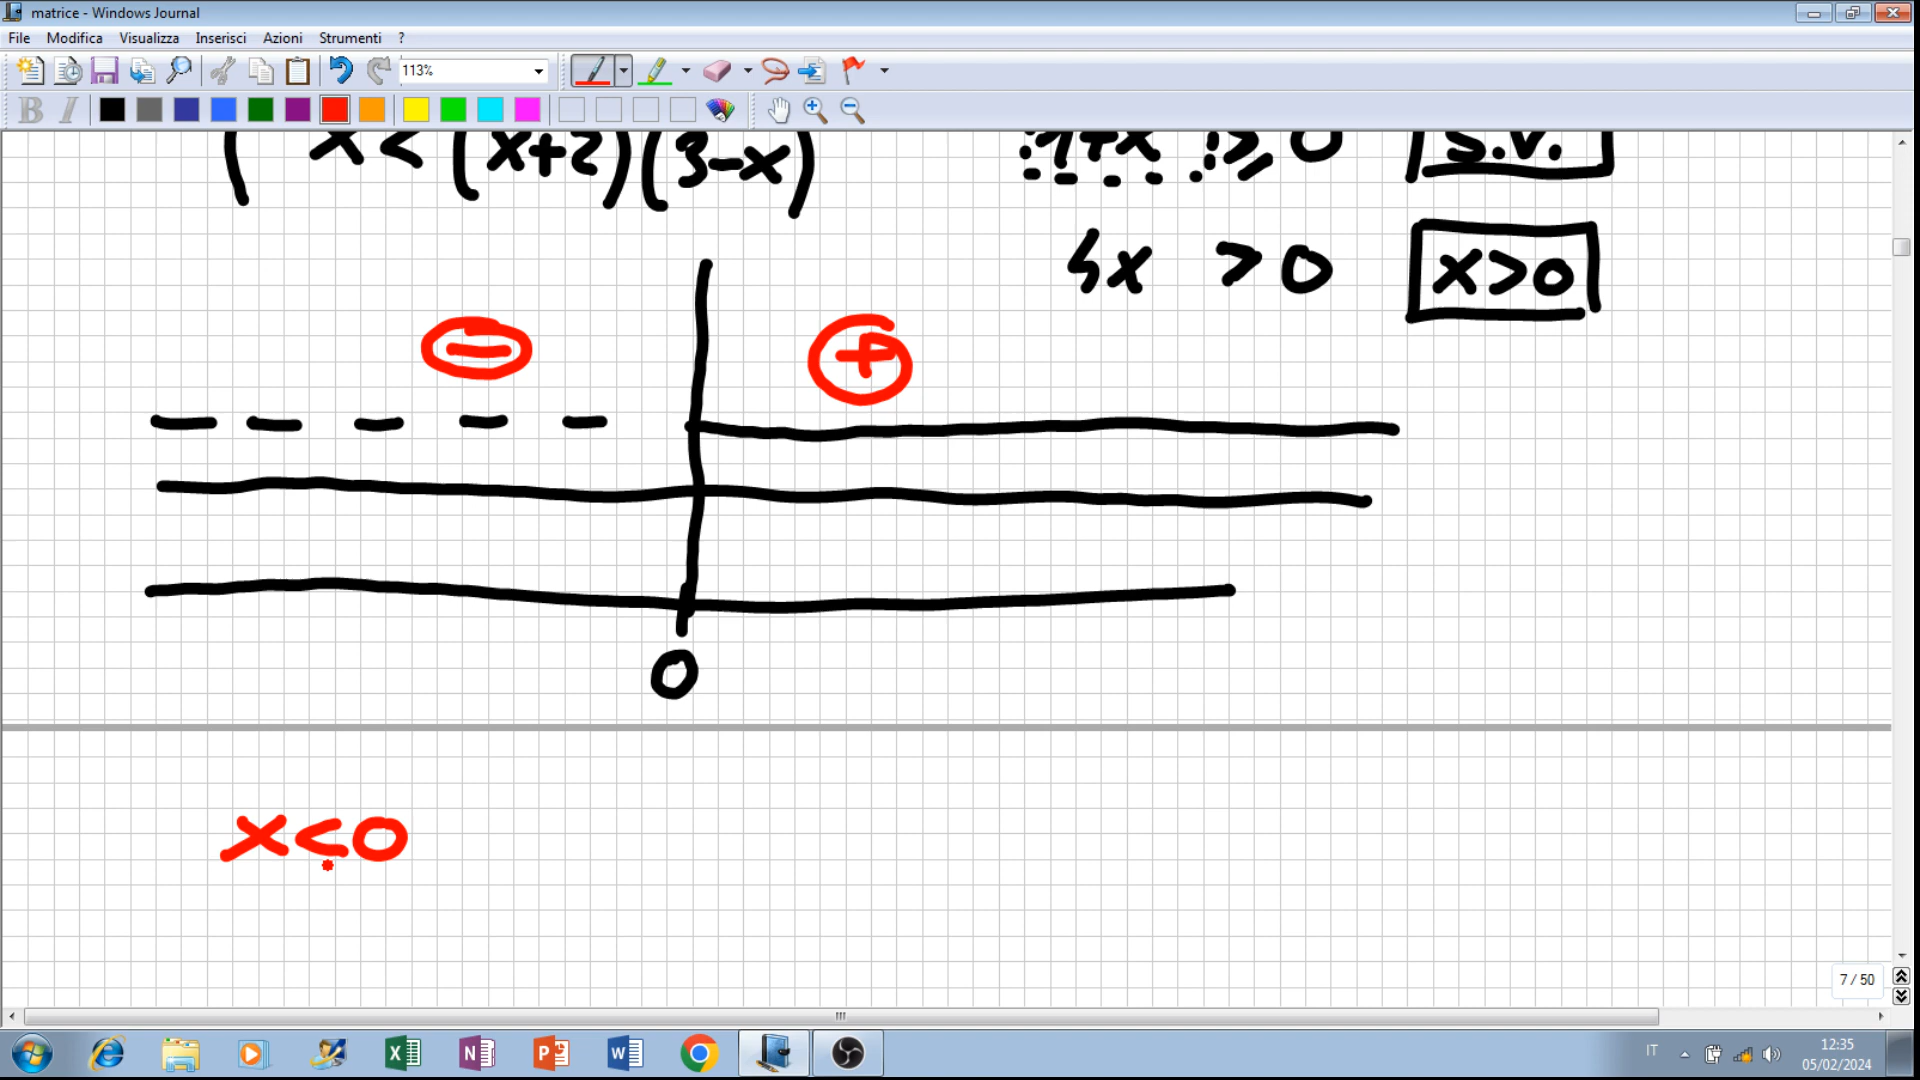 matrice - Windows Journal
File Modifica Visualizza Inserisci Azioni Strumenti ?
113%
B I
x < (x+2)(3-x)
≥ 0 S.V.
4x > 0 x>0
− +
0
x<0
7 / 50
IT
12:35
05/02/2024